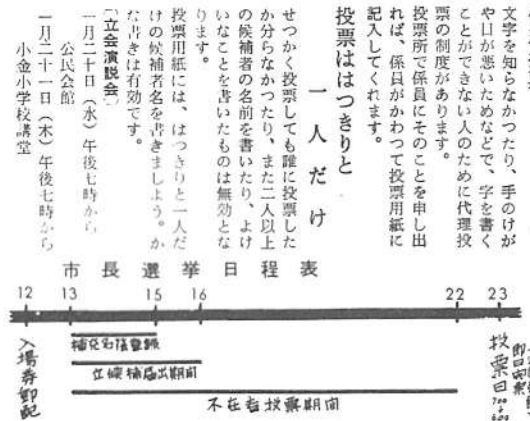 文字を知らなかつたり、手のけが
や目が悪いためなどで、字を書く
ことができない人のために代理投
票の制度があります。
投票所で係員にそのことを申し出
れば、係員がかわつて投票用紙に
記入してくれます。
投票ははつきりと
一人だけ
せつかく投票しても誰に投票した
か分らなかつたり、また二人以上
の候補者の名前を書いたり、よけ
いなことを書いたものは無効とな
ります。
投票用紙には、はつきりと一人だ
けの候補者名を書きましよう。か
な書きは有効です。
〔立会演説会〕
一月二十日（水）午後七時から
公民会館
一月二十一日（木）午後七時から
小金小学校講堂
市長選挙日程表
12 13 15 16 22 23
入場券郵配
補充名簿登録
立候補届出期間
不在者投票期間
投票日
即日開票